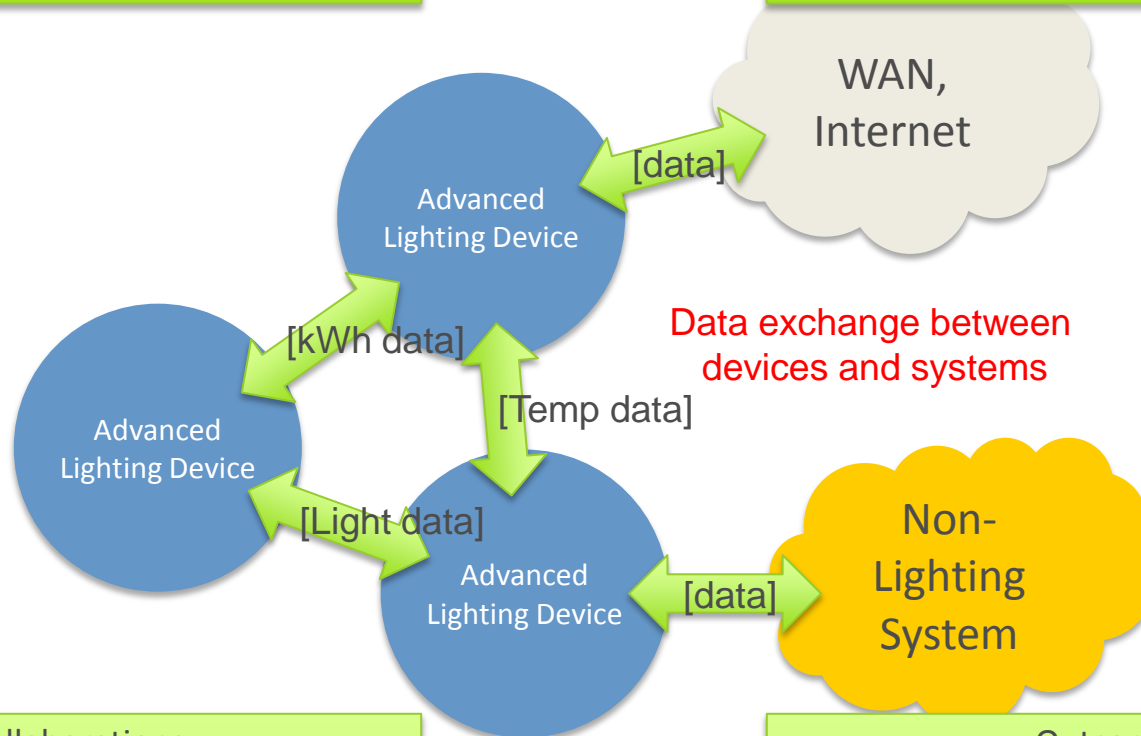 WAN,
Internet
[data]
Advanced
Lighting Device
[kWh data]
Data exchange between
devices and systems
[Temp data]
Advanced
Lighting Device
[Light data]
Non-
Lighting
System
Advanced
Lighting Device
[data]